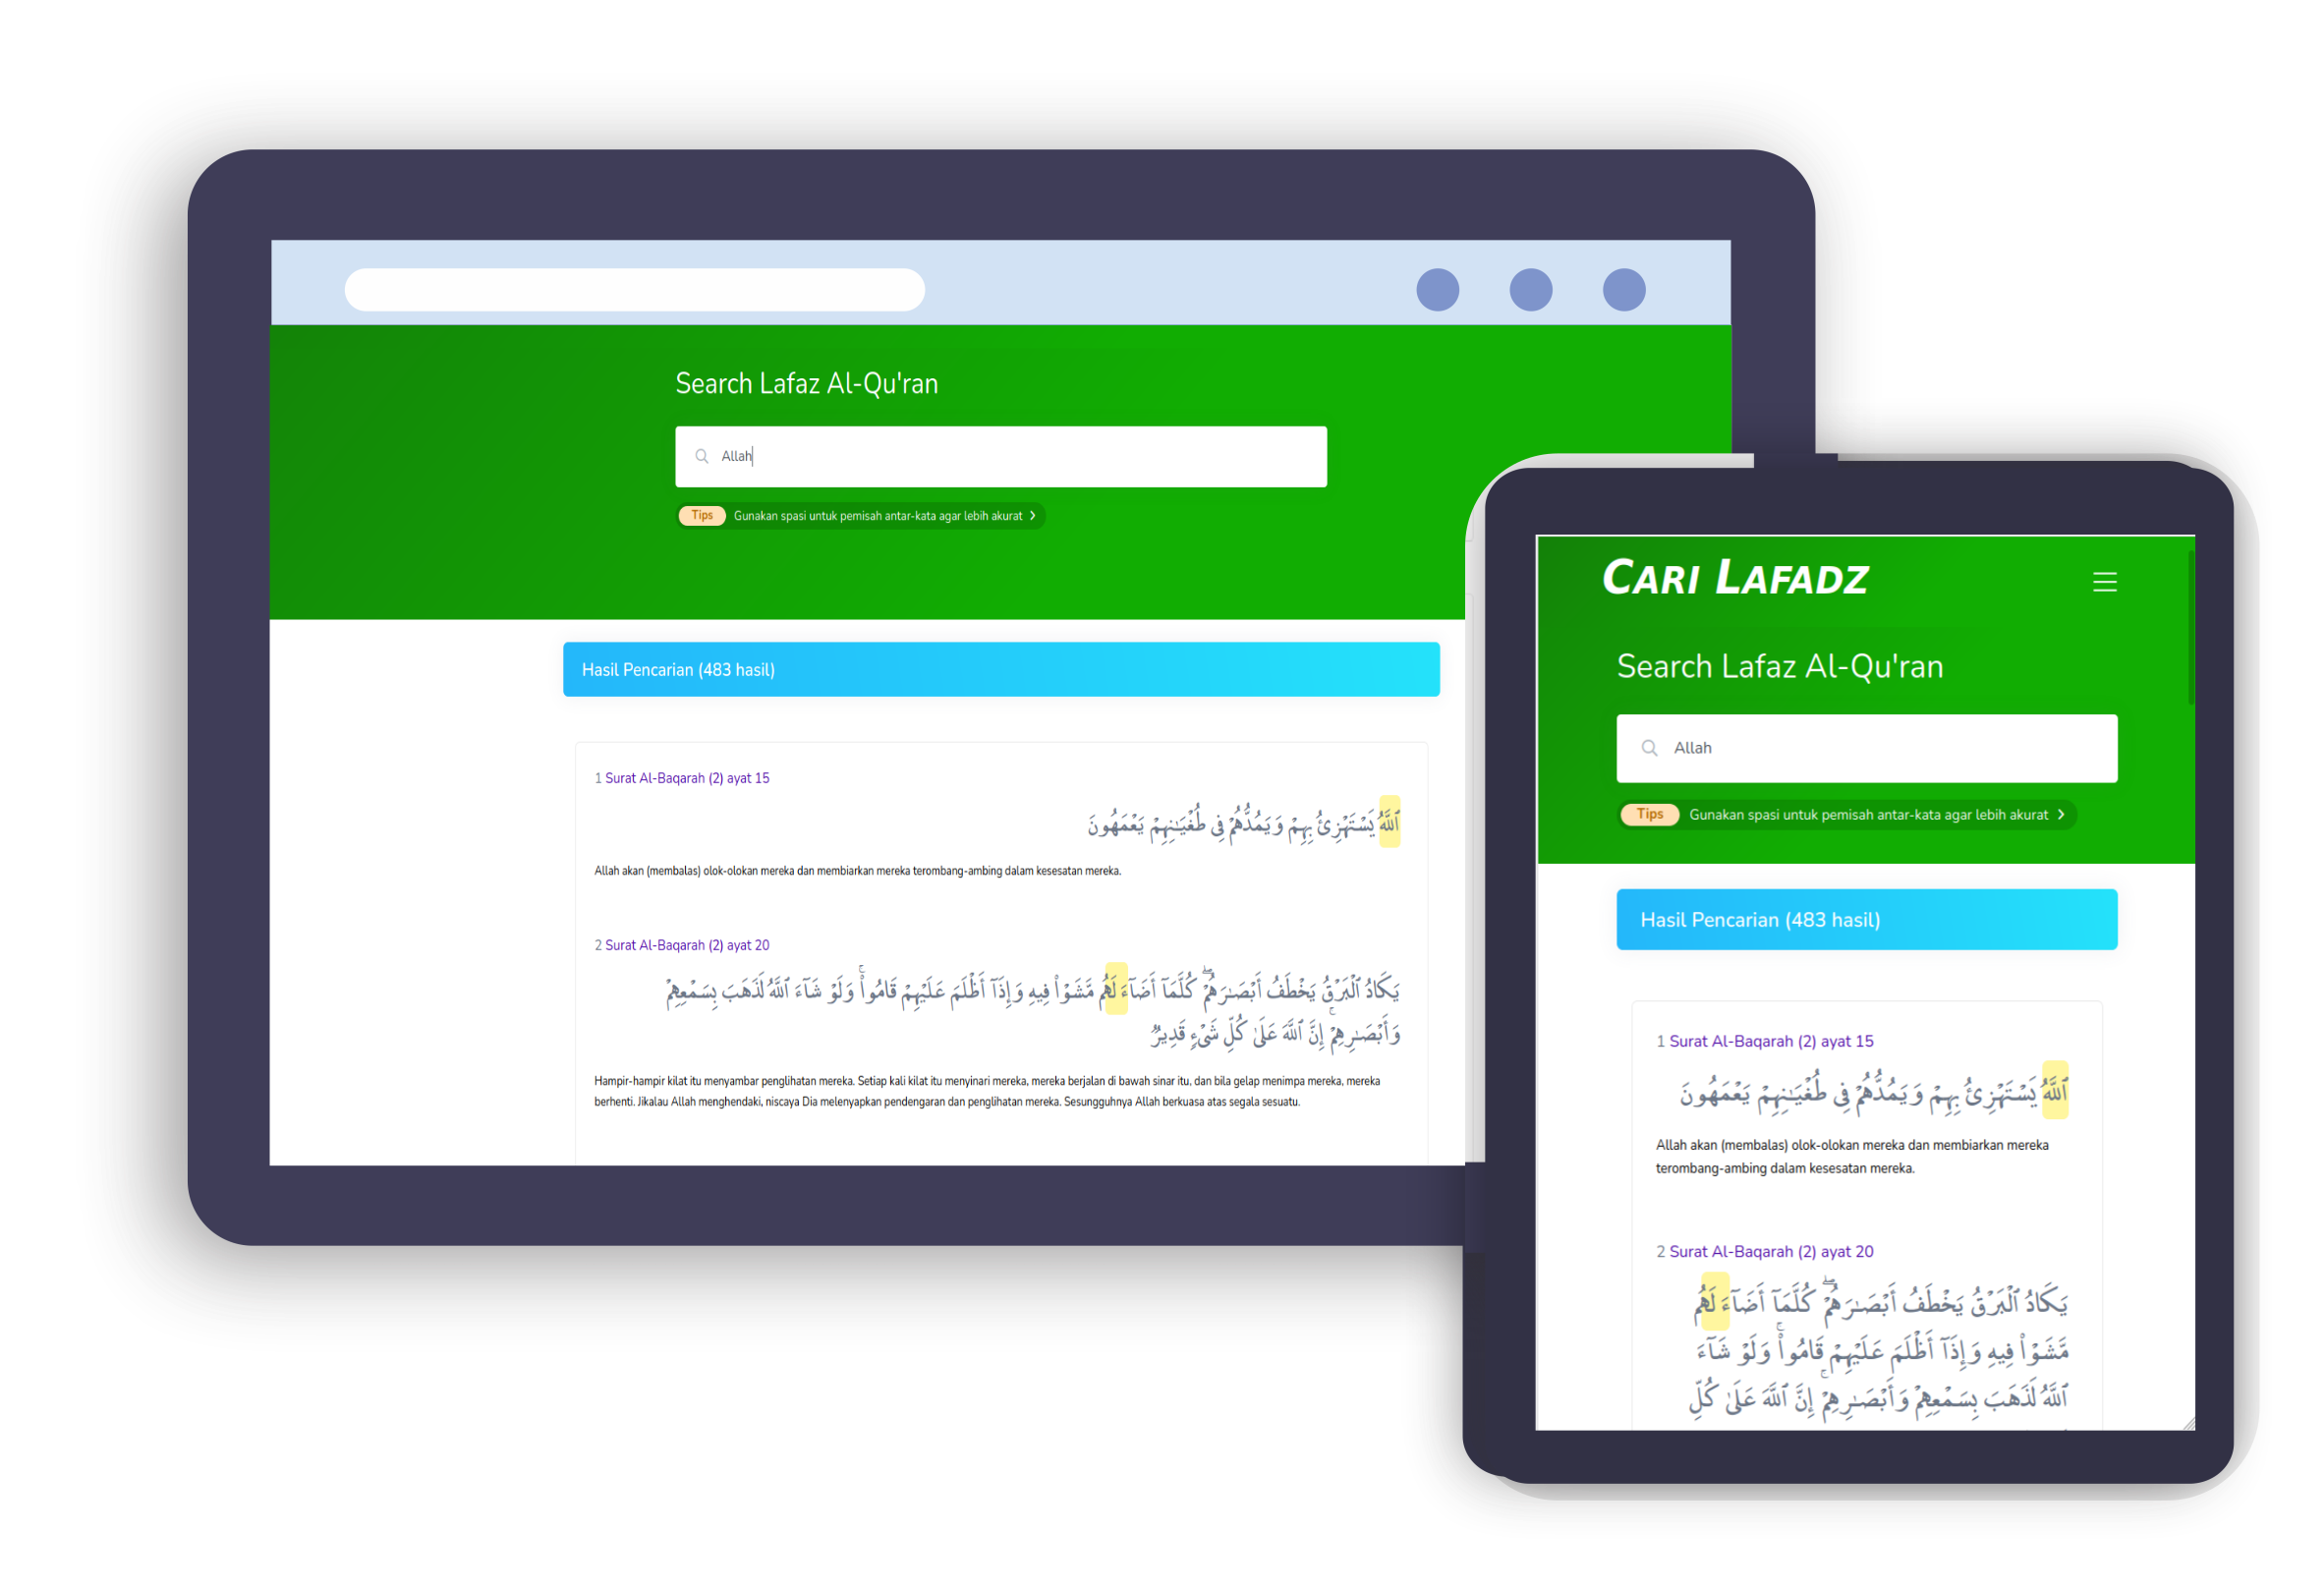 Search Lafaz Al-Qu'ran
Allah
Tips Gunakan spasi untuk pemisah antar-kata agar lebih akurat
Hasil Pencarian (483 hasil)
1 Surat Al-Baqarah (2) ayat 15
ٱللَّهُ يَسْتَهْزِئُ بِهِمْ وَيَمُدُّهُمْ فِى طُغْيَـٰنِهِمْ يَعْمَهُونَ
Allah akan (membalas) olok-olokan mereka dan membiarkan mereka terombang-ambing dalam kesesatan mereka.
2 Surat Al-Baqarah (2) ayat 20
يَكَادُ ٱلْبَرْقُ يَخْطَفُ أَبْصَـٰرَهُمْ ۖ كُلَّمَآ أَضَآءَ لَهُم مَّشَوْا۟ فِيهِ وَإِذَآ أَظْلَمَ عَلَيْهِمْ قَامُوا۟ ۚ وَلَوْ شَآءَ ٱللَّهُ لَذَهَبَ بِسَمْعِهِمْ
وَأَبْصَـٰرِهِمْ ۚ إِنَّ ٱللَّهَ عَلَىٰ كُلِّ شَىْءٍ قَدِيرٌ
Hampir-hampir kilat itu menyambar penglihatan mereka. Setiap kali kilat itu menyinari mereka, mereka berjalan di bawah sinar itu, dan bila gelap menimpa mereka, mereka
berhenti. Jikalau Allah menghendaki, niscaya Dia melenyapkan pendengaran dan penglihatan mereka. Sesungguhnya Allah berkuasa atas segala sesuatu.
CARI LAFADZ
Search Lafaz Al-Qu'ran
Allah
Tips Gunakan spasi untuk pemisah antar-kata agar lebih akurat
Hasil Pencarian (483 hasil)
1 Surat Al-Baqarah (2) ayat 15
ٱللَّهُ يَسْتَهْزِئُ بِهِمْ وَيَمُدُّهُمْ فِى طُغْيَـٰنِهِمْ يَعْمَهُونَ
Allah akan (membalas) olok-olokan mereka dan membiarkan mereka
terombang-ambing dalam kesesatan mereka.
2 Surat Al-Baqarah (2) ayat 20
يَكَادُ ٱلْبَرْقُ يَخْطَفُ أَبْصَـٰرَهُمْ ۖ كُلَّمَآ أَضَآءَ لَهُم
مَّشَوْا۟ فِيهِ وَإِذَآ أَظْلَمَ عَلَيْهِمْ قَامُوا۟ ۚ وَلَوْ شَآءَ
ٱللَّهُ لَذَهَبَ بِسَمْعِهِمْ وَأَبْصَـٰرِهِمْ ۚ إِنَّ ٱللَّهَ عَلَىٰ كُلِّ